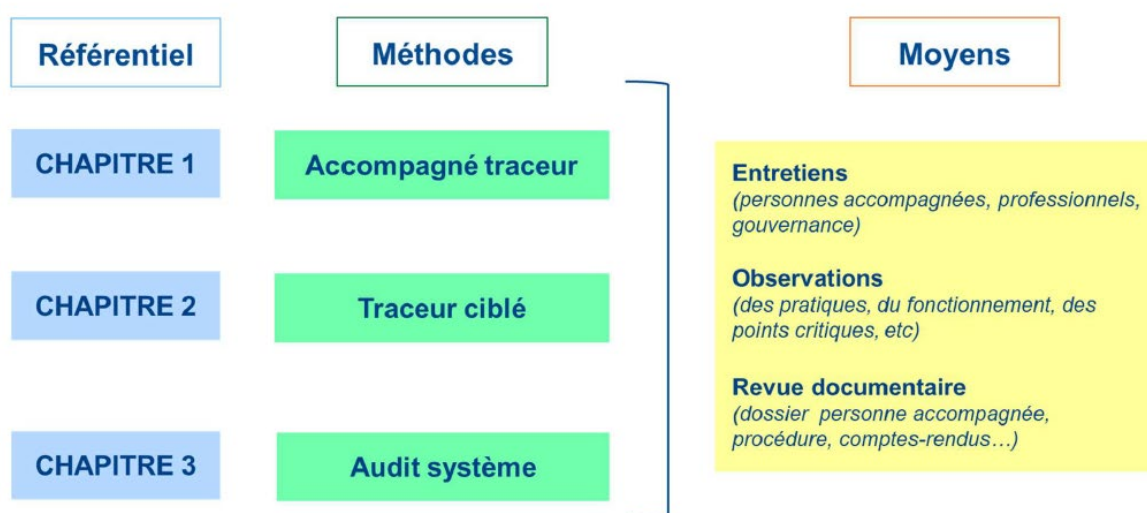 Référentiel
Méthodes
Moyens
CHAPITRE 1
Accompagné traceur
CHAPITRE 2
Traceur ciblé
CHAPITRE 3
Audit système
Entretiens
(personnes accompagnées, professionnels,
gouvernance)
Observations
(des pratiques, du fonctionnement, des
points critiques, etc)
Revue documentaire
(dossier personne accompagnée,
procédure, comptes-rendus…)